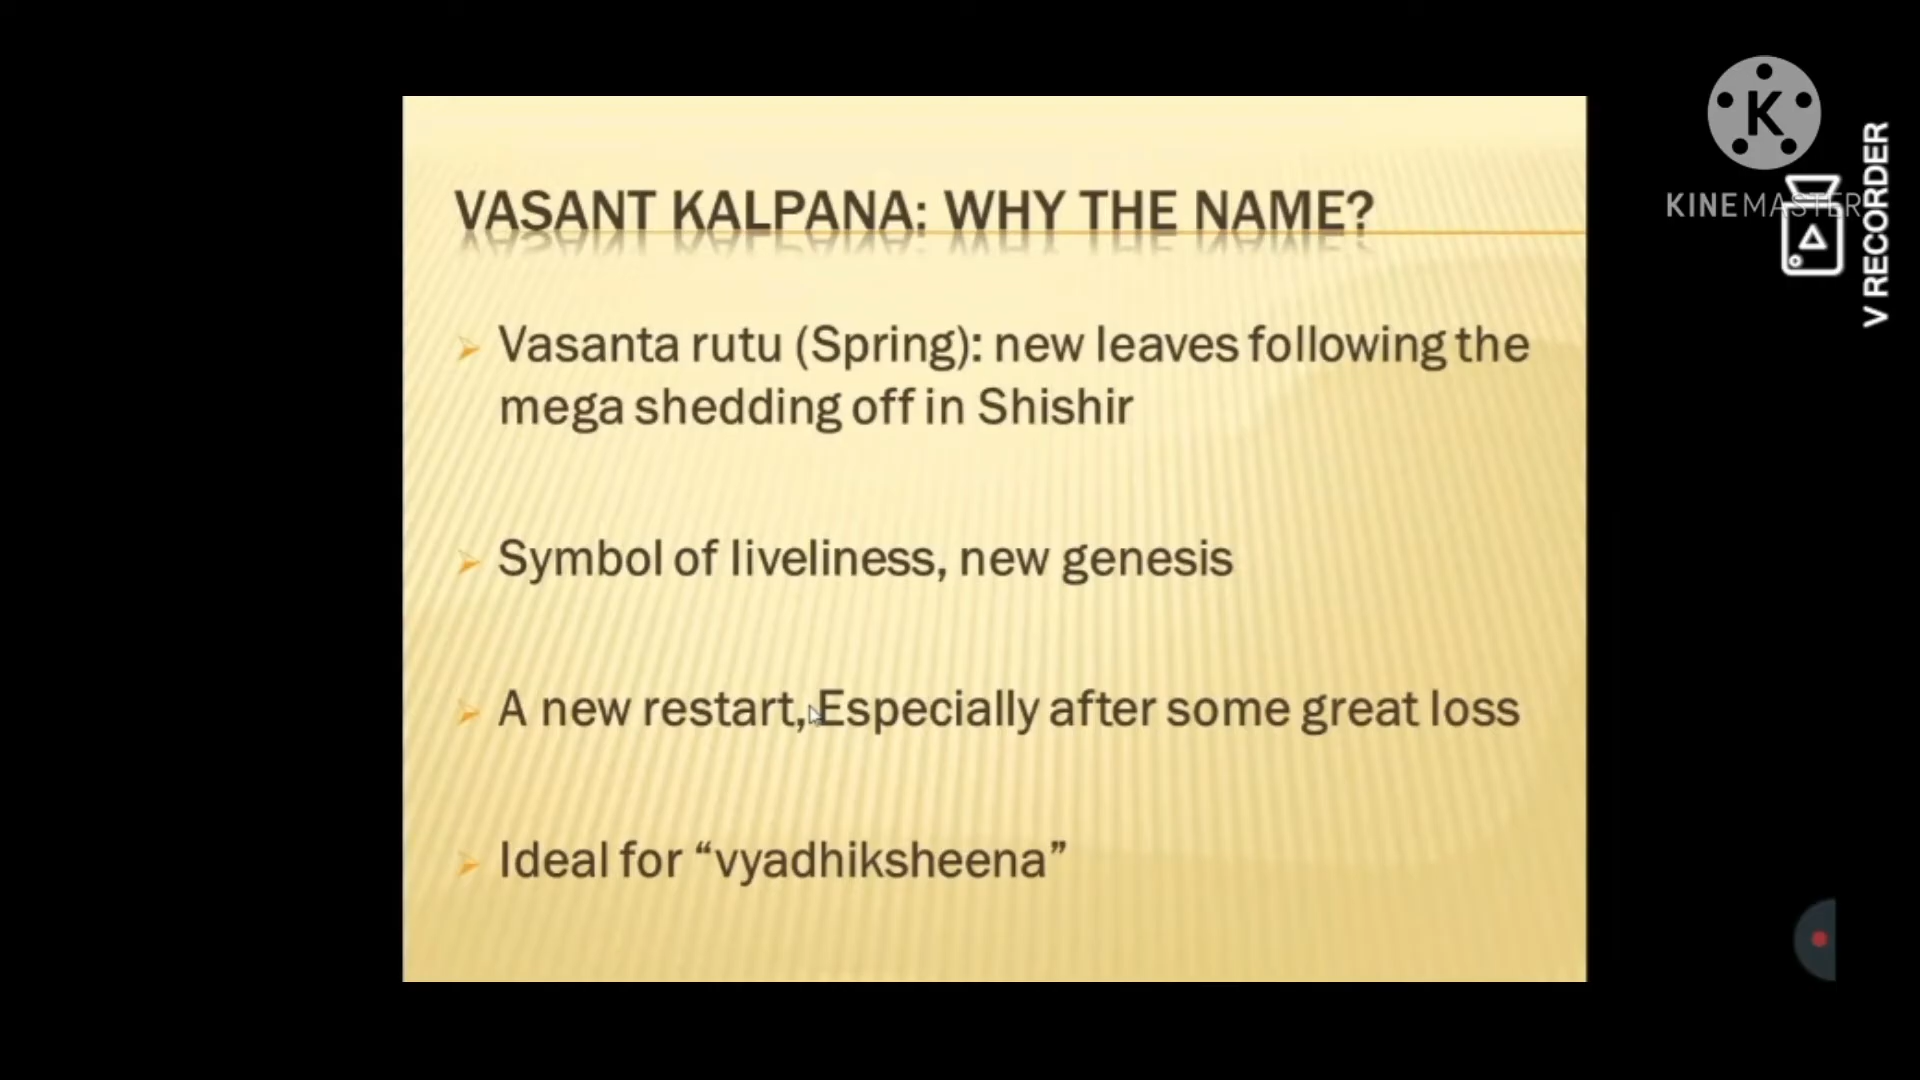 VASANT KALPANA: WHY THE NAME?
Vasanta rutu (Spring): new leaves following the
mega shedding off in Shishir
Symbol of liveliness, new genesis
A new restart, Especially after some great loss
Ideal for “vyadhiksheena”
K
KINEMASTER
V RECORDER